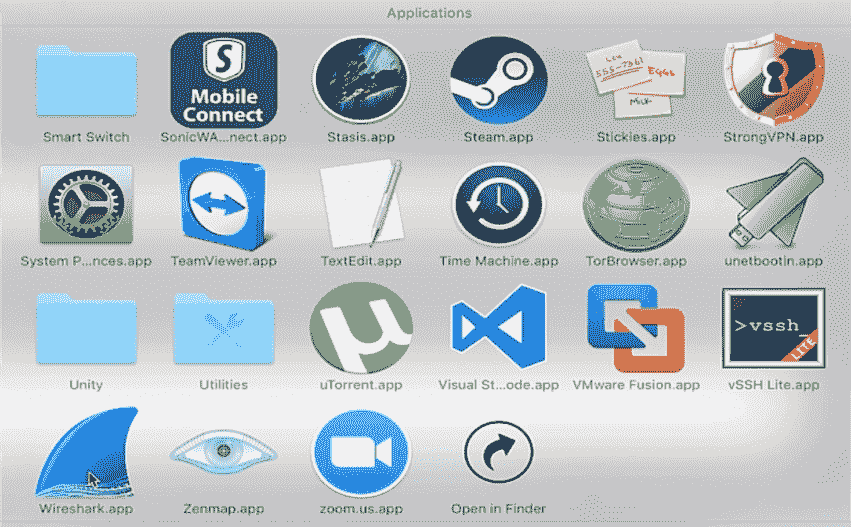 Applications
S
Mobile
Connect
Smart Switch
SonicWA...nnect.app
Stasis.app
Steam.app
555-7361
EGGS
MILK
Stickies.app
StrongVPN.app
System P...nces.app
TeamViewer.app
TextEdit.app
Time Machine.app
TorBrowser.app
unetbootin.app
Unity
Utilities
µ
uTorrent.app
Visual St...ode.app
VMware Fusion.app
>vssh_
LITE
vSSH Lite.app
Wireshark.app
Zenmap.app
zoom.us.app
Open in Finder